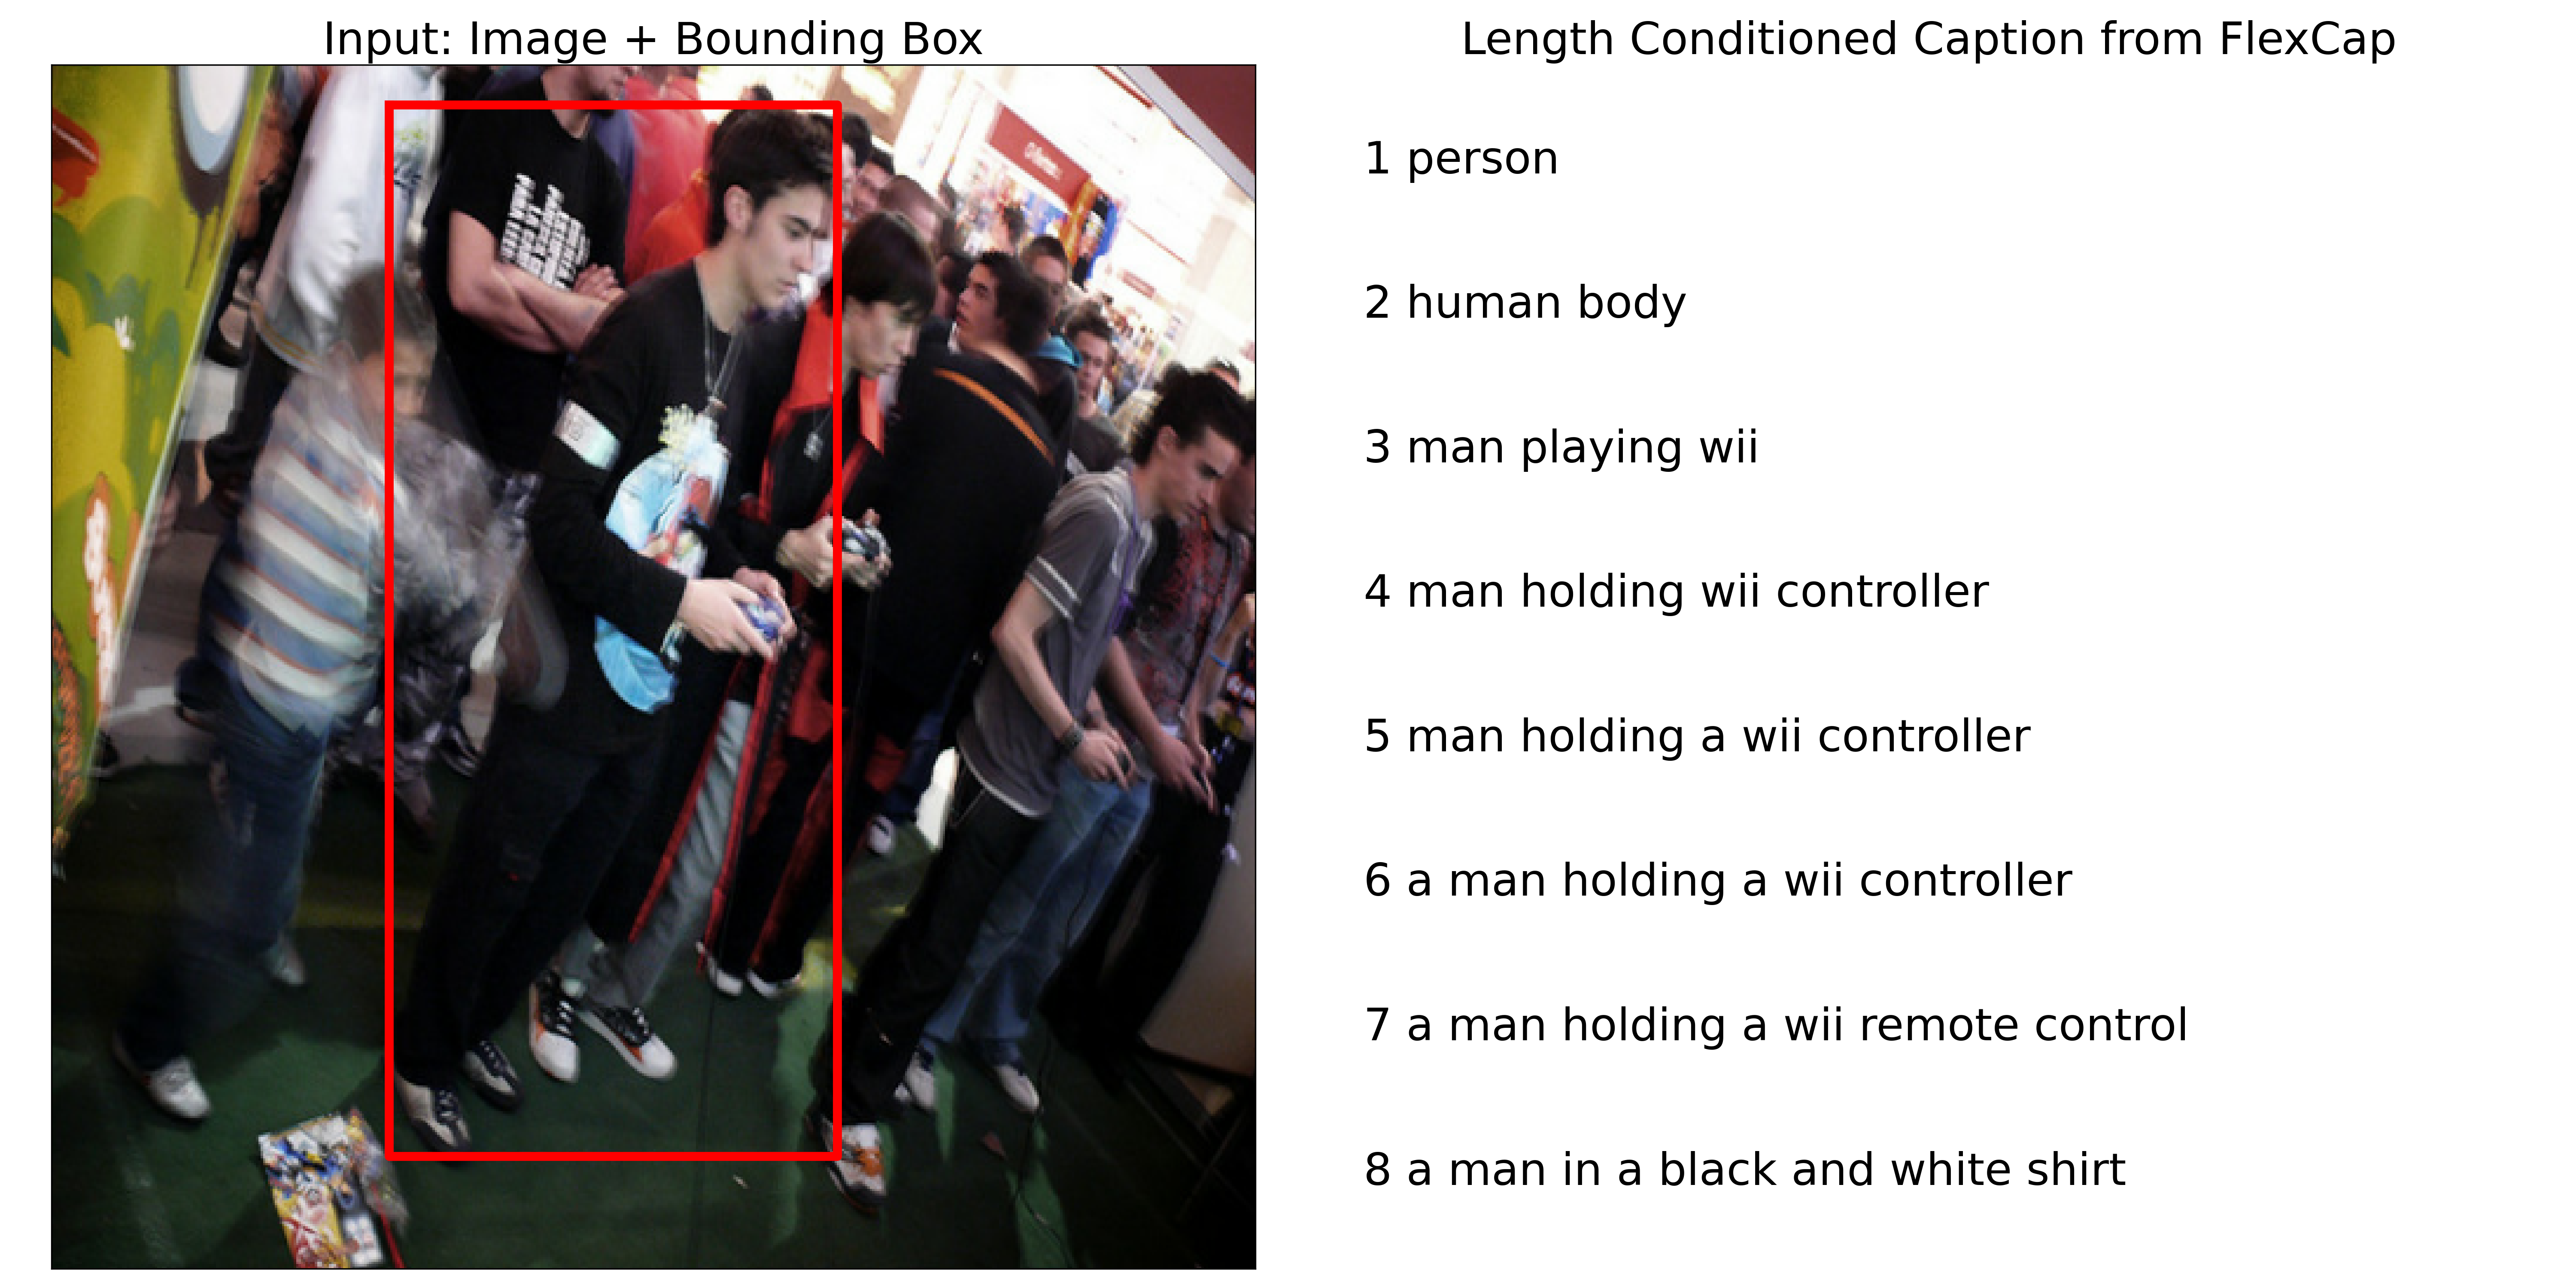 Input: Image + Bounding Box
Length Conditioned Caption from FlexCap
1 person
2 human body
3 man playing wii
4 man holding wii controller
5 man holding a wii controller
6 a man holding a wii controller
7 a man holding a wii remote control
8 a man in a black and white shirt